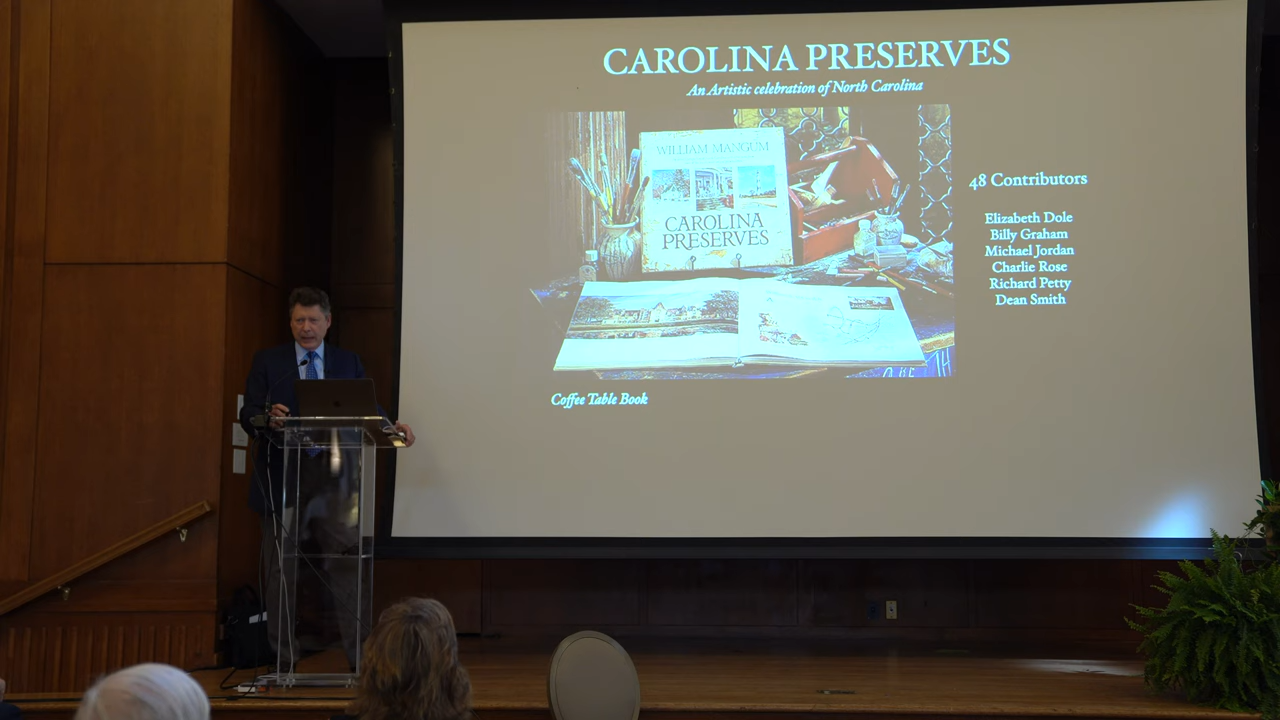 CAROLINA PRESERVES
An Artistic celebration of North Carolina
WILLIAM MANGUM
CAROLINA
PRESERVES
48 Contributors
Elizabeth Dole
Billy Graham
Michael Jordan
Charlie Rose
Richard Petty
Dean Smith
Coffee Table Book